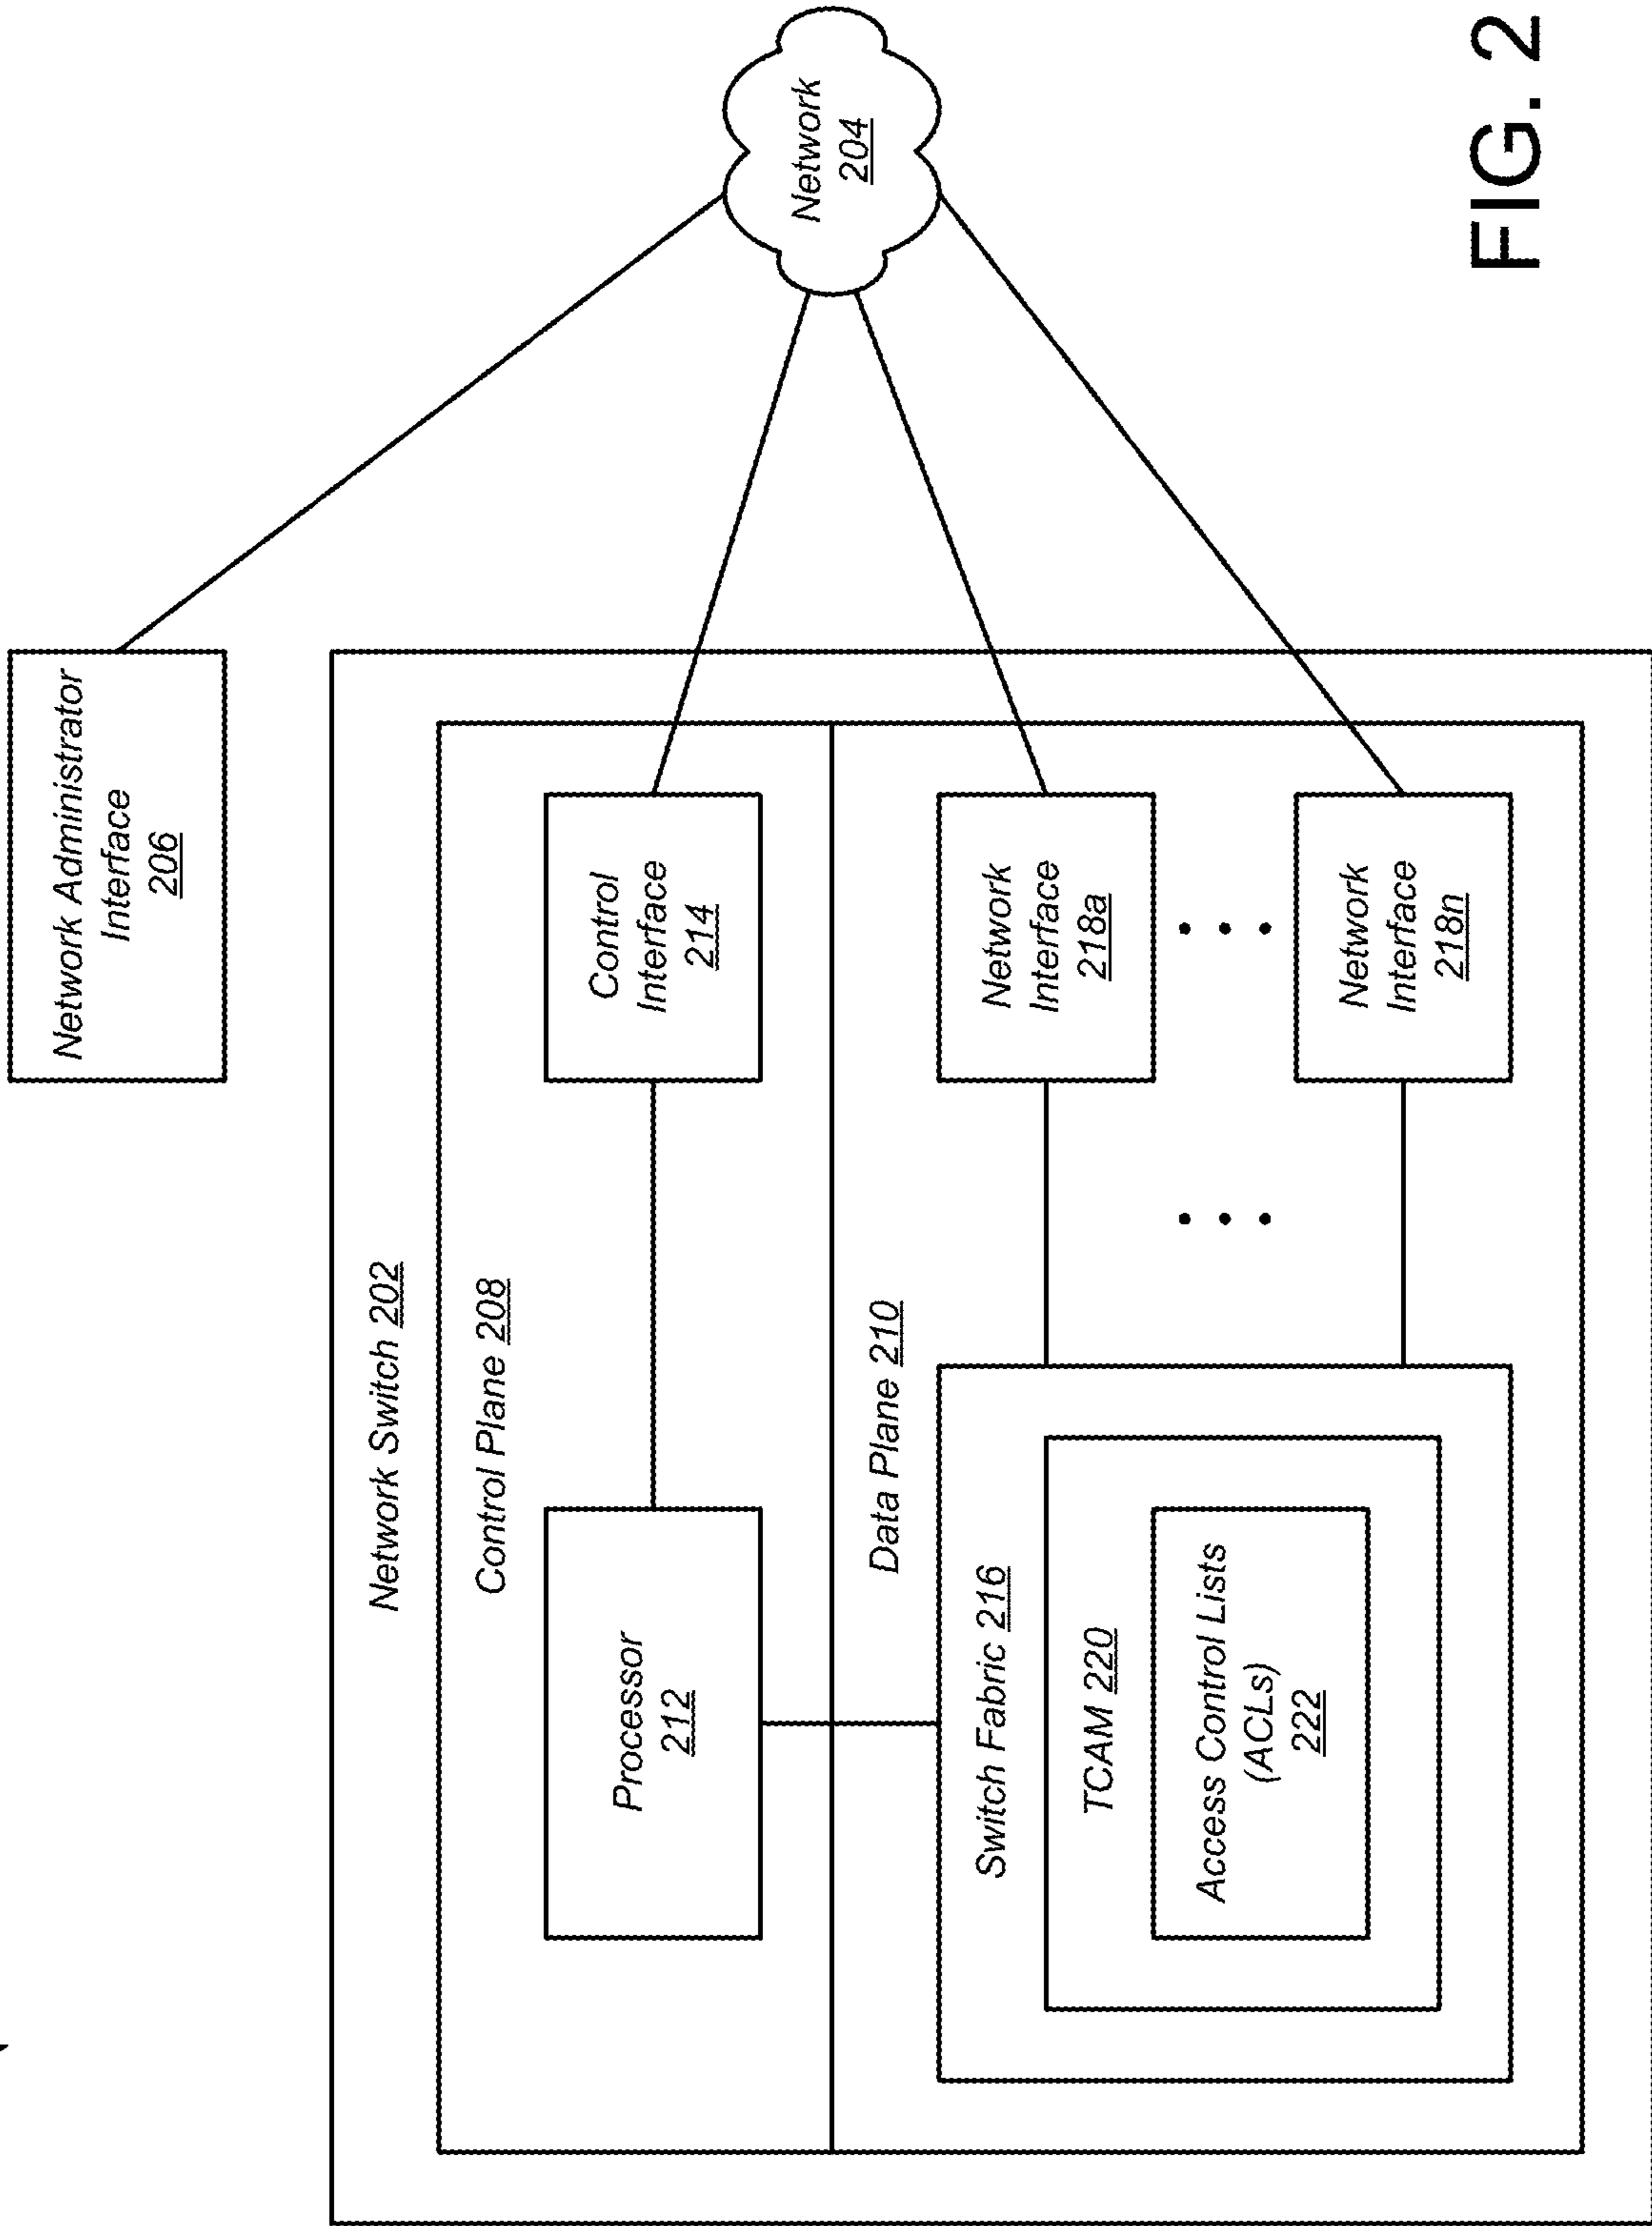 Network Administrator
Interface
206
Network Switch 202
Control Plane 208
Processor
212
Control
Interface
214
Network
204
Data Plane 210
Switch Fabric 216
TCAM 220
Access Control Lists
(ACLs)
222
Network
Interface
218a
Network
Interface
218n
FIG. 2